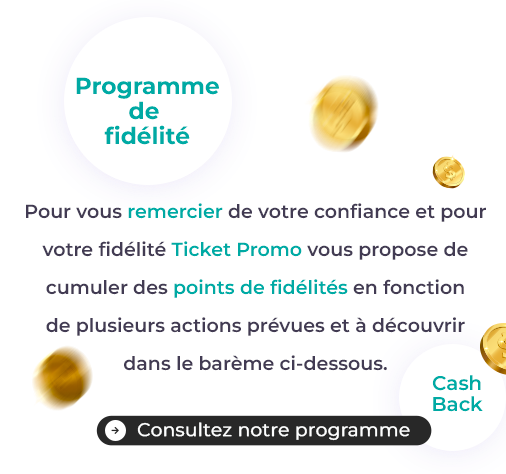 Programme
de
fidélité
Pour vous remercier de votre confiance et pour
votre fidélité Ticket Promo vous propose de
cumuler des points de fidélités en fonction
de plusieurs actions prévues et à découvrir
dans le barème ci-dessous.
Cash
Back
Consultez notre programme